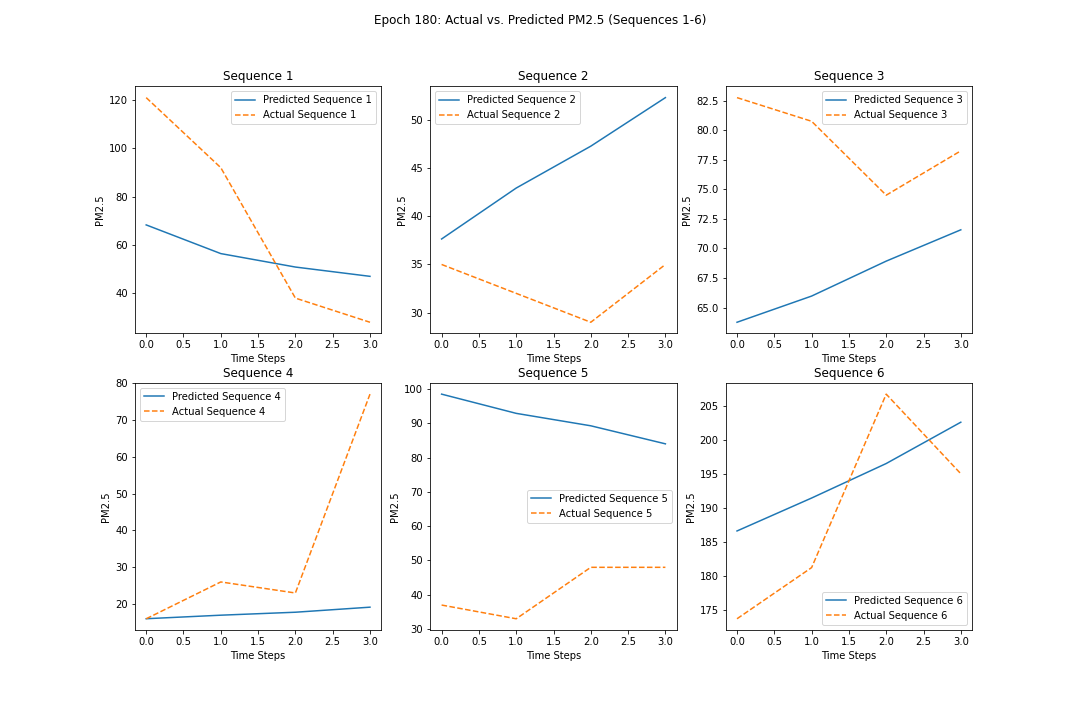 Epoch 180: Actual vs. Predicted PM2.5 (Sequences 1-6)
Sequence 1
120
100
80
60
40
PM2.5
Predicted Sequence 1
Actual Sequence 1
0.0 0.5 1.0 1.5 2.0 2.5 3.0
Time Steps
Sequence 2
50
45
40
35
30
PM2.5
Predicted Sequence 2
Actual Sequence 2
0.0 0.5 1.0 1.5 2.0 2.5 3.0
Time Steps
Sequence 3
82.5
80.0
77.5
75.0
72.5
70.0
67.5
65.0
PM2.5
Predicted Sequence 3
Actual Sequence 3
0.0 0.5 1.0 1.5 2.0 2.5 3.0
Time Steps
Sequence 4
80
70
60
50
40
30
20
PM2.5
Predicted Sequence 4
Actual Sequence 4
0.0 0.5 1.0 1.5 2.0 2.5 3.0
Time Steps
Sequence 5
100
90
80
70
60
50
40
30
PM2.5
Predicted Sequence 5
Actual Sequence 5
0.0 0.5 1.0 1.5 2.0 2.5 3.0
Time Steps
Sequence 6
205
200
195
190
185
180
175
PM2.5
Predicted Sequence 6
Actual Sequence 6
0.0 0.5 1.0 1.5 2.0 2.5 3.0
Time Steps